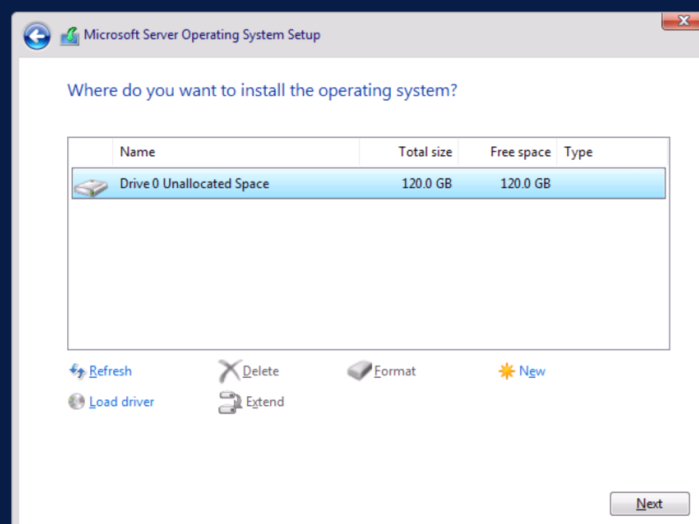 Microsoft Server Operating System Setup
Where do you want to install the operating system?
Name Total size Free space Type
Drive 0 Unallocated Space 120.0 GB 120.0 GB
Refresh Delete Format New
Load driver Extend
Next